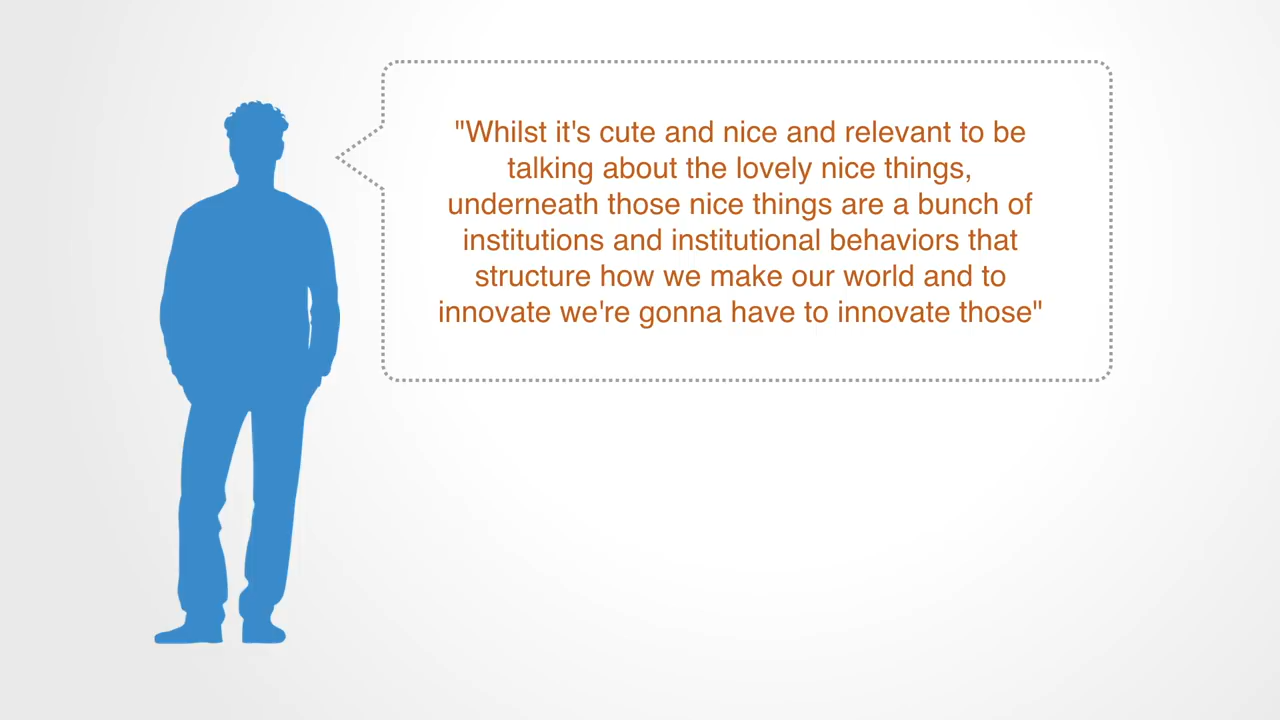 "Whilst it's cute and nice and relevant to be
talking about the lovely nice things,
underneath those nice things are a bunch of
institutions and institutional behaviors that
structure how we make our world and to
innovate we're gonna have to innovate those"